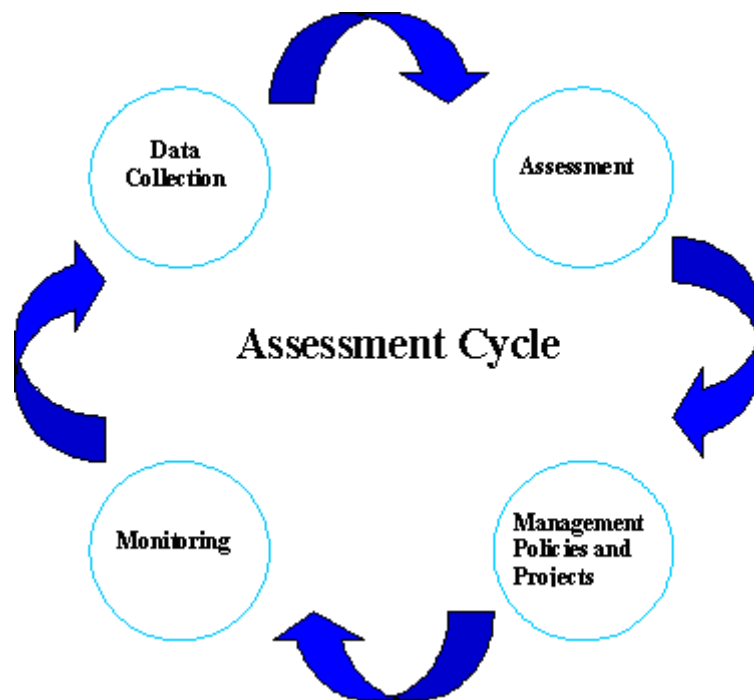 Data
Collection
Assessment
Assessment Cycle
Monitoring
Management
Policies and
Projects